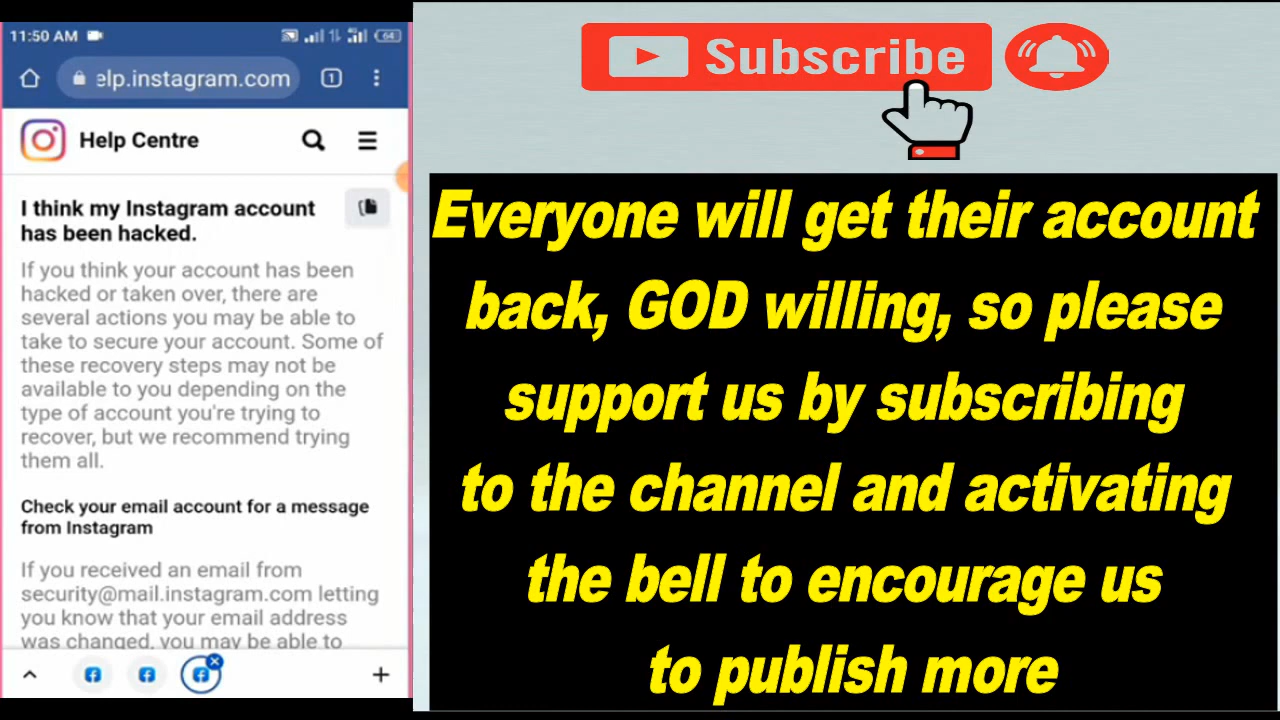 11:50 AM
64
elp.instagram.com
1
Help Centre
I think my Instagram account
has been hacked.
If you think your account has been
hacked or taken over, there are
several actions you may be able to
take to secure your account. Some of
these recovery steps may not be
available to you depending on the
type of account you're trying to
recover, but we recommend trying
them all.
Check your email account for a message
from Instagram
If you received an email from
security@mail.instagram.com letting
you know that your email address
was changed, you may be able to
Subscribe
Everyone will get their account
back, GOD willing, so please
support us by subscribing
to the channel and activating
the bell to encourage us
to publish more